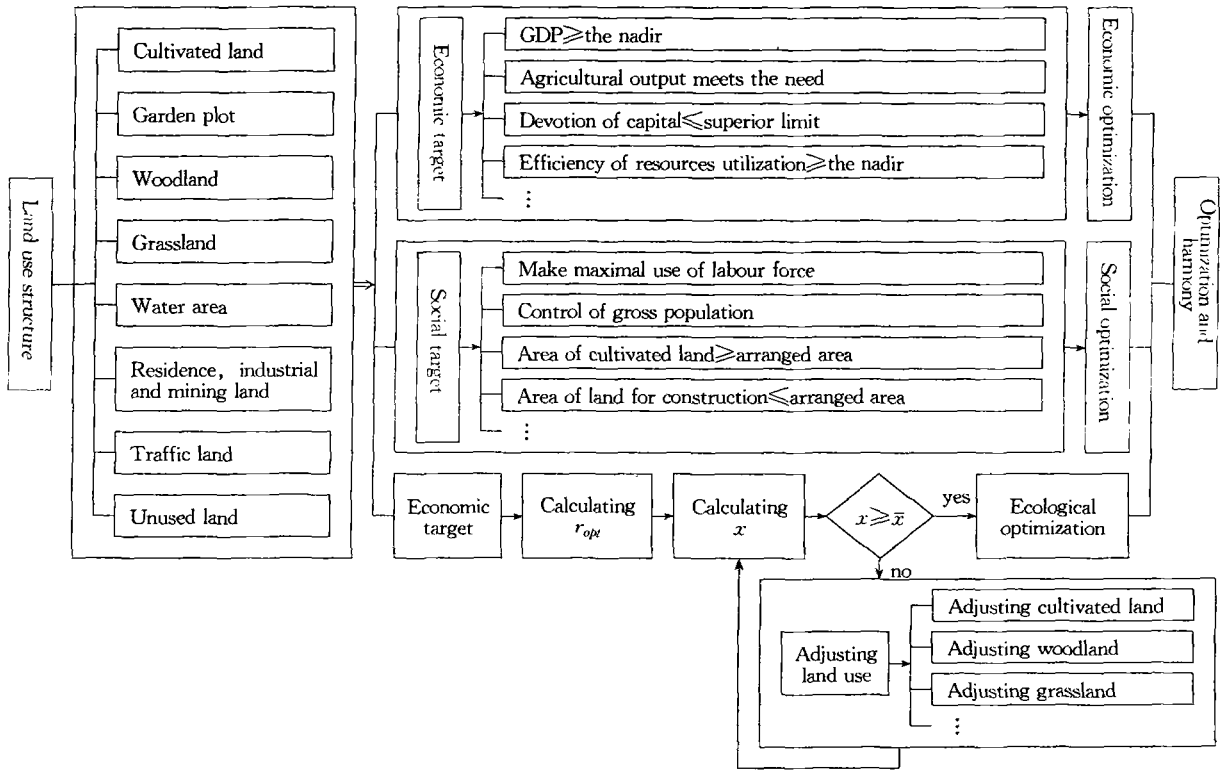 Land use structure
Cultivated land
Garden plot
Woodland
Grassland
Water area
Residence, industrial
and mining land
Traffic land
Unused land
Economic target
GDP⩾the nadir
Agricultural output meets the need
Devotion of capital⩽superior limit
Efficiency of resources utilization⩾the nadir
⋮
Economic optimization
Social target
Make maximal use of labour force
Control of gross population
Area of cultivated land⩾arranged area
Area of land for construction⩽arranged area
⋮
Social optimization
Optimization and
harmony
Economic
target
Calculating
r_opt
Calculating
x
x⩾x̄
yes
Ecological
optimization
no
Adjusting
land use
Adjusting cultivated land
Adjusting woodland
Adjusting grassland
⋮